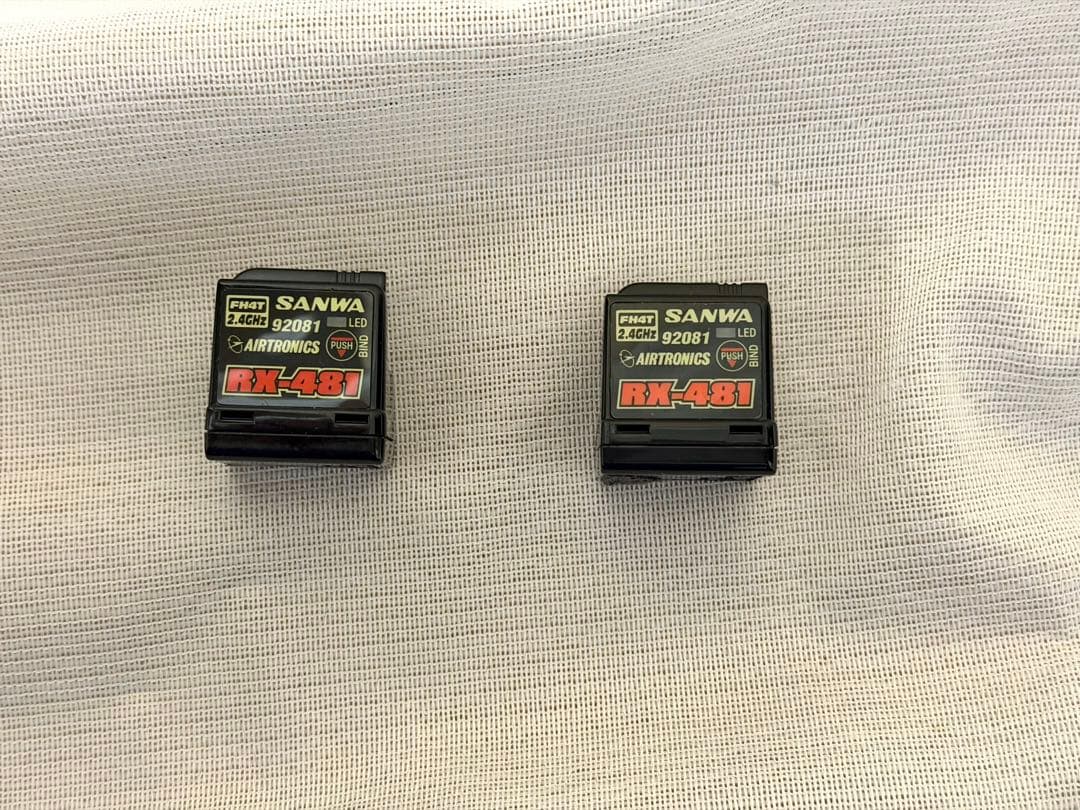 FH4T SANWA
2.4GHz 92081 LED
AIRTRONICS PUSH BIND
RX-481
FH4T SANWA
2.4GHz 92081 LED
AIRTRONICS PUSH BIND
RX-481